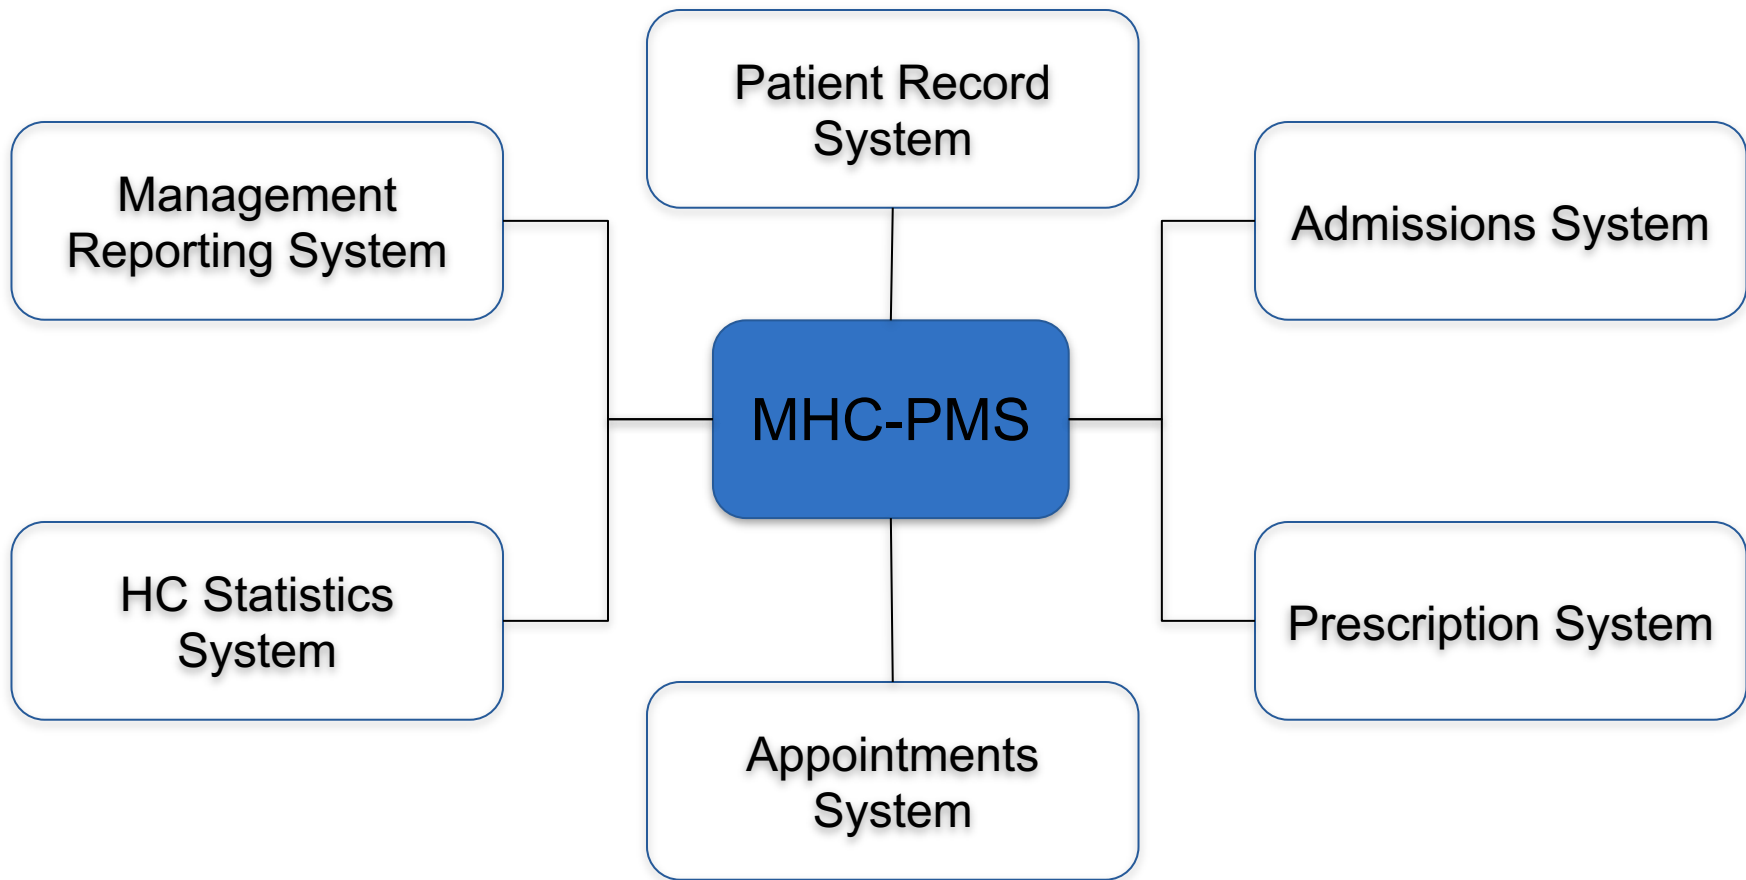 Patient Record
System
Management
Reporting System
Admissions System
MHC-PMS
HC Statistics
System
Prescription System
Appointments
System